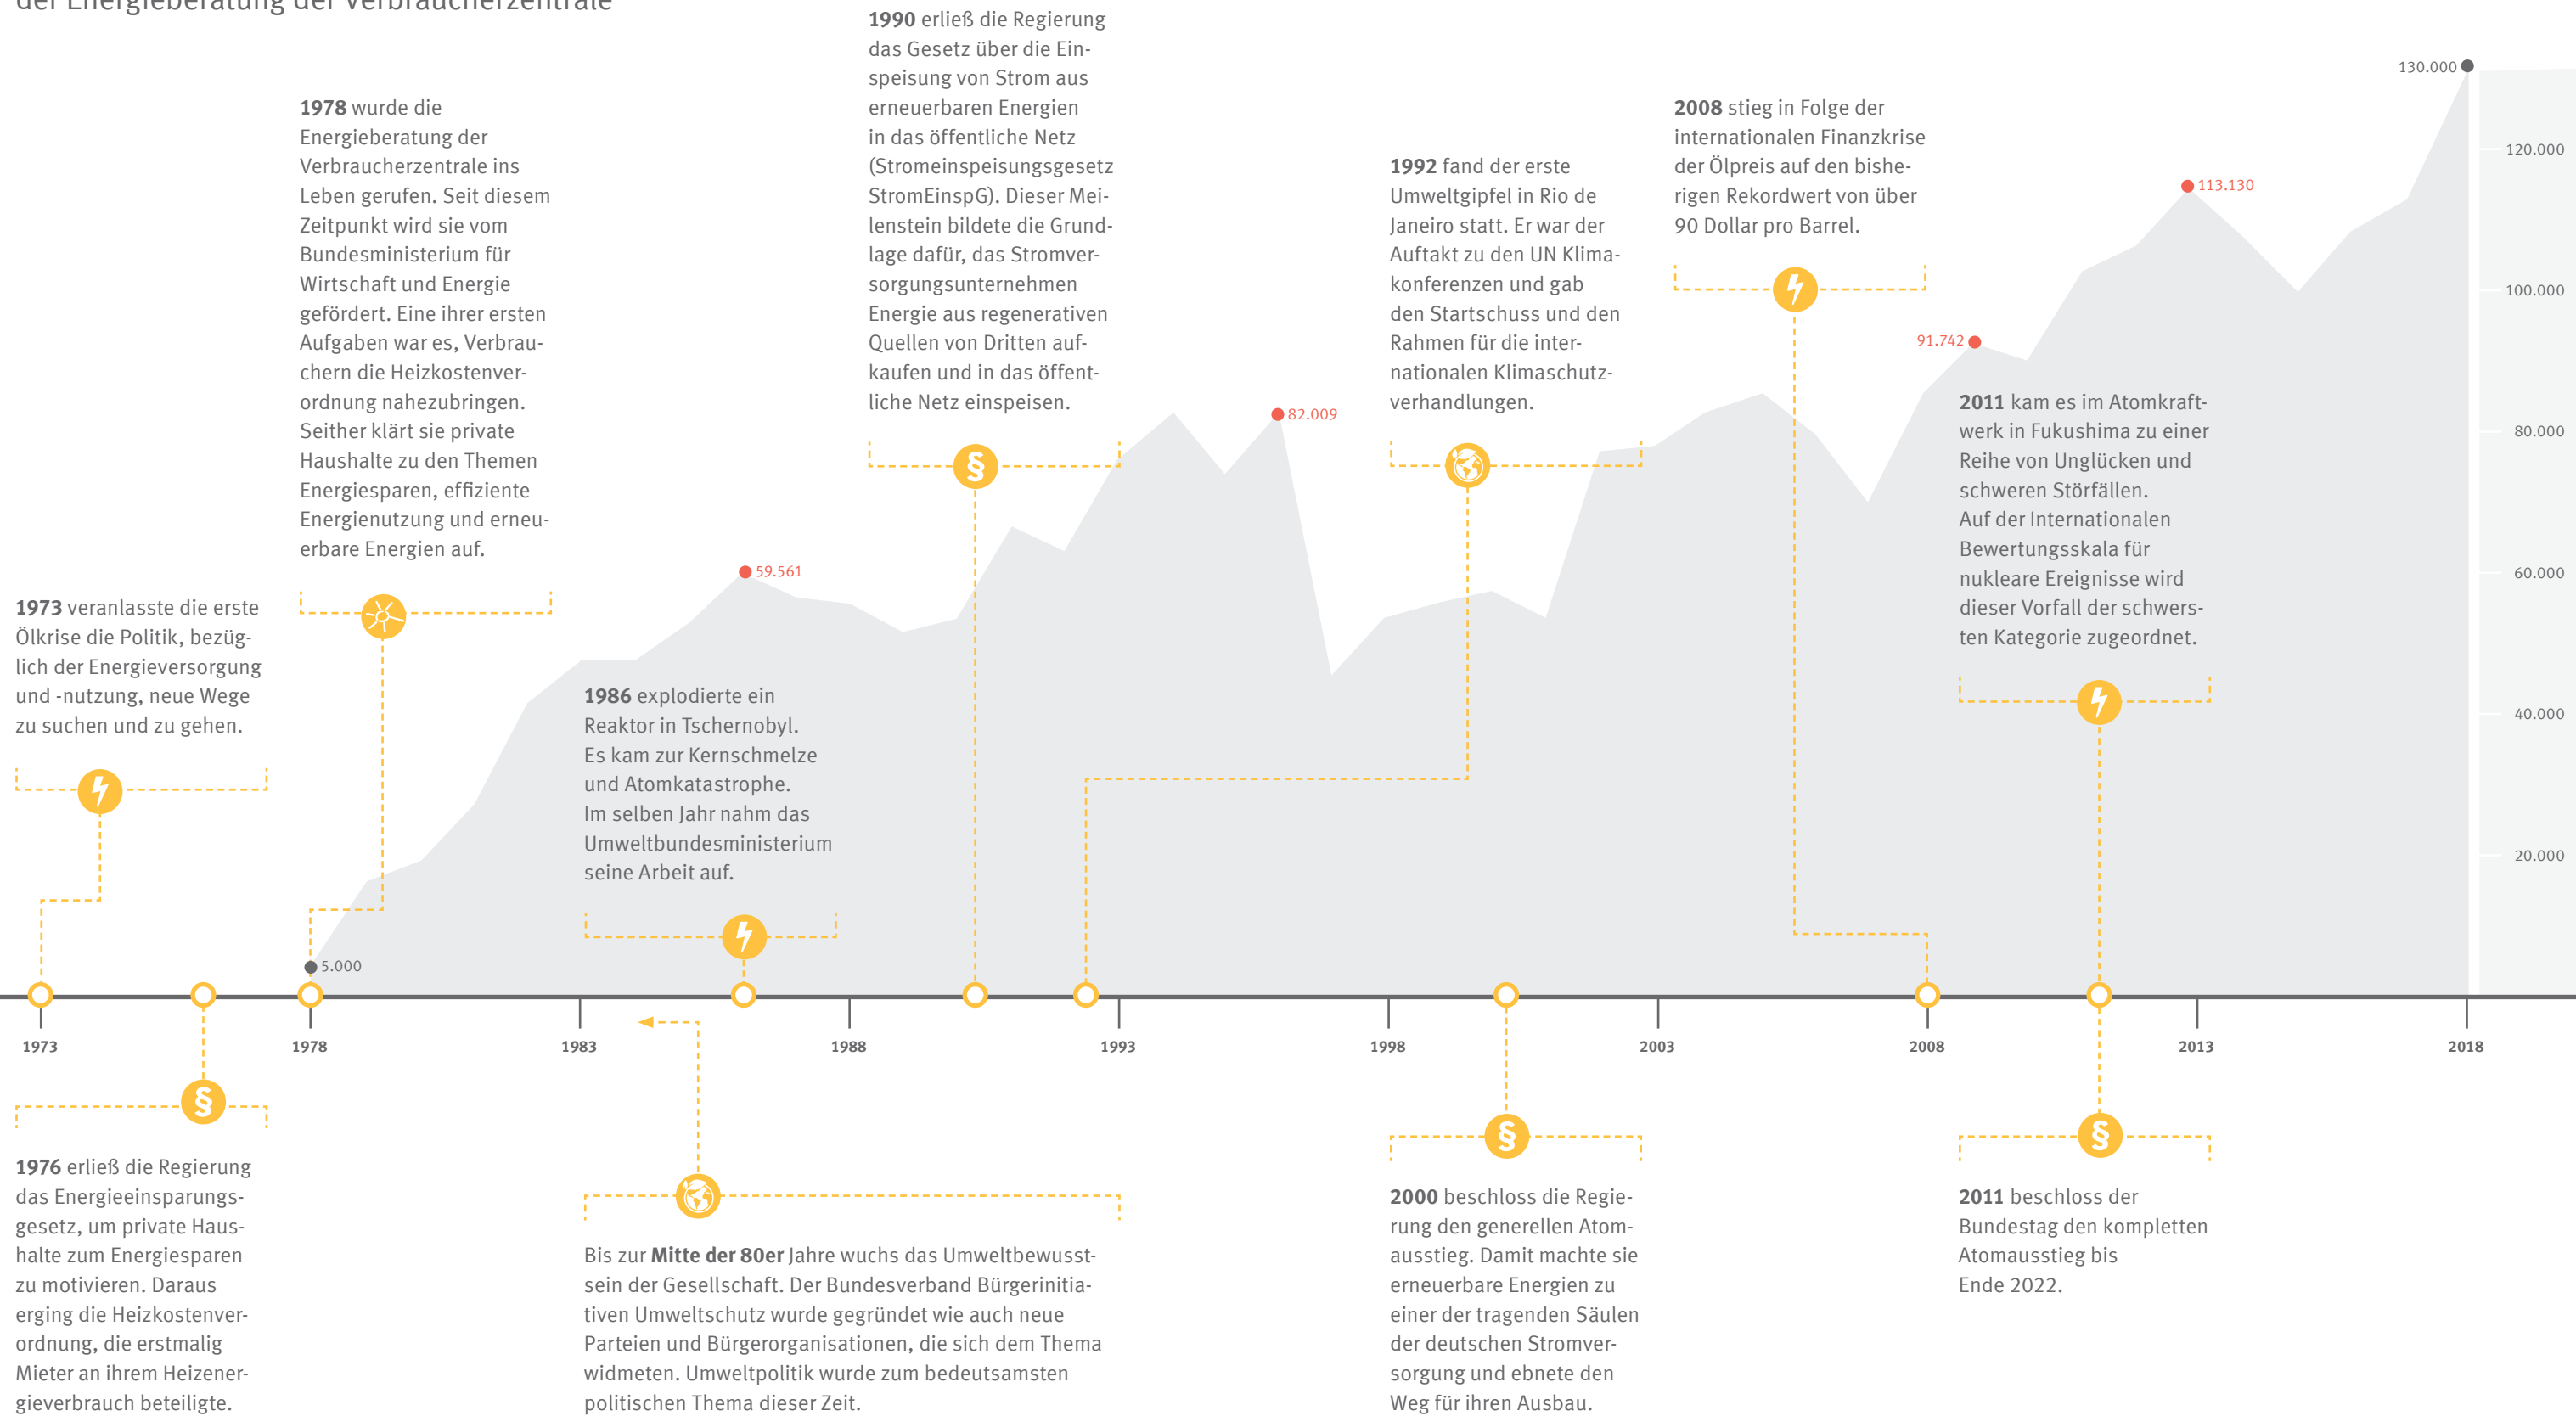 der Energieberatung der Verbraucherzentrale
1973 veranlasste die erste
Ölkrise die Politik, bezüg-
lich der Energieversorgung
und -nutzung, neue Wege
zu suchen und zu gehen.
1978 wurde die
Energieberatung der
Verbraucherzentrale ins
Leben gerufen. Seit diesem
Zeitpunkt wird sie vom
Bundesministerium für
Wirtschaft und Energie
gefördert. Eine ihrer ersten
Aufgaben war es, Verbrau-
chern die Heizkostenver-
ordnung nahezubringen.
Seither klärt sie private
Haushalte zu den Themen
Energiesparen, effiziente
Energienutzung und erneu-
erbare Energien auf.
1986 explodierte ein
Reaktor in Tschernobyl.
Es kam zur Kernschmelze
und Atomkatastrophe.
Im selben Jahr nahm das
Umweltbundesministerium
seine Arbeit auf.
1990 erließ die Regierung
das Gesetz über die Ein-
speisung von Strom aus
erneuerbaren Energien
in das öffentliche Netz
(Stromeinspeisungsgesetz
StromEinspG). Dieser Mei-
lenstein bildete die Grund-
lage dafür, das Stromver-
sorgungsunternehmen
Energie aus regenerativen
Quellen von Dritten auf-
kaufen und in das öffent-
liche Netz einspeisen.
1992 fand der erste
Umweltgipfel in Rio de
Janeiro statt. Er war der
Auftakt zu den UN Klima-
konferenzen und gab
den Startschuss und den
Rahmen für die inter-
nationalen Klimaschutz-
verhandlungen.
2008 stieg in Folge der
internationalen Finanzkrise
der Ölpreis auf den bishe-
rigen Rekordwert von über
90 Dollar pro Barrel.
2011 kam es im Atomkraft-
werk in Fukushima zu einer
Reihe von Unglücken und
schweren Störfällen.
Auf der Internationalen
Bewertungsskala für
nukleare Ereignisse wird
dieser Vorfall der schwers-
ten Kategorie zugeordnet.
5.000
59.561
82.009
91.742
113.130
130.000
120.000
100.000
80.000
60.000
40.000
20.000
§
1973
1978
1983
1988
1993
1998
2003
2008
2013
2018
§
§
§
1976 erließ die Regierung
das Energieeinsparungs-
gesetz, um private Haus-
halte zum Energiesparen
zu motivieren. Daraus
erging die Heizkostenver-
ordnung, die erstmalig
Mieter an ihrem Heizener-
gieverbrauch beteiligte.
Bis zur Mitte der 80er Jahre wuchs das Umweltbewusst-
sein der Gesellschaft. Der Bundesverband Bürgerinitia-
tiven Umweltschutz wurde gegründet wie auch neue
Parteien und Bürgerorganisationen, die sich dem Thema
widmeten. Umweltpolitik wurde zum bedeutsamsten
politischen Thema dieser Zeit.
2000 beschloss die Regie-
rung den generellen Atom-
ausstieg. Damit machte sie
erneuerbare Energien zu
einer der tragenden Säulen
der deutschen Stromver-
sorgung und ebnete den
Weg für ihren Ausbau.
2011 beschloss der
Bundestag den kompletten
Atomausstieg bis
Ende 2022.